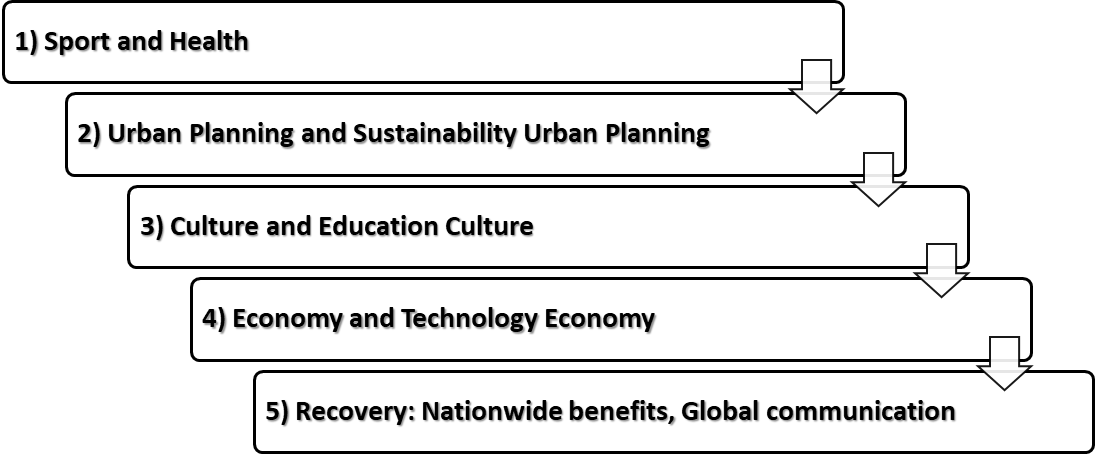 1) Sport and Health
2) Urban Planning and Sustainability Urban Planning
3) Culture and Education Culture
4) Economy and Technology Economy
5) Recovery: Nationwide benefits, Global communication